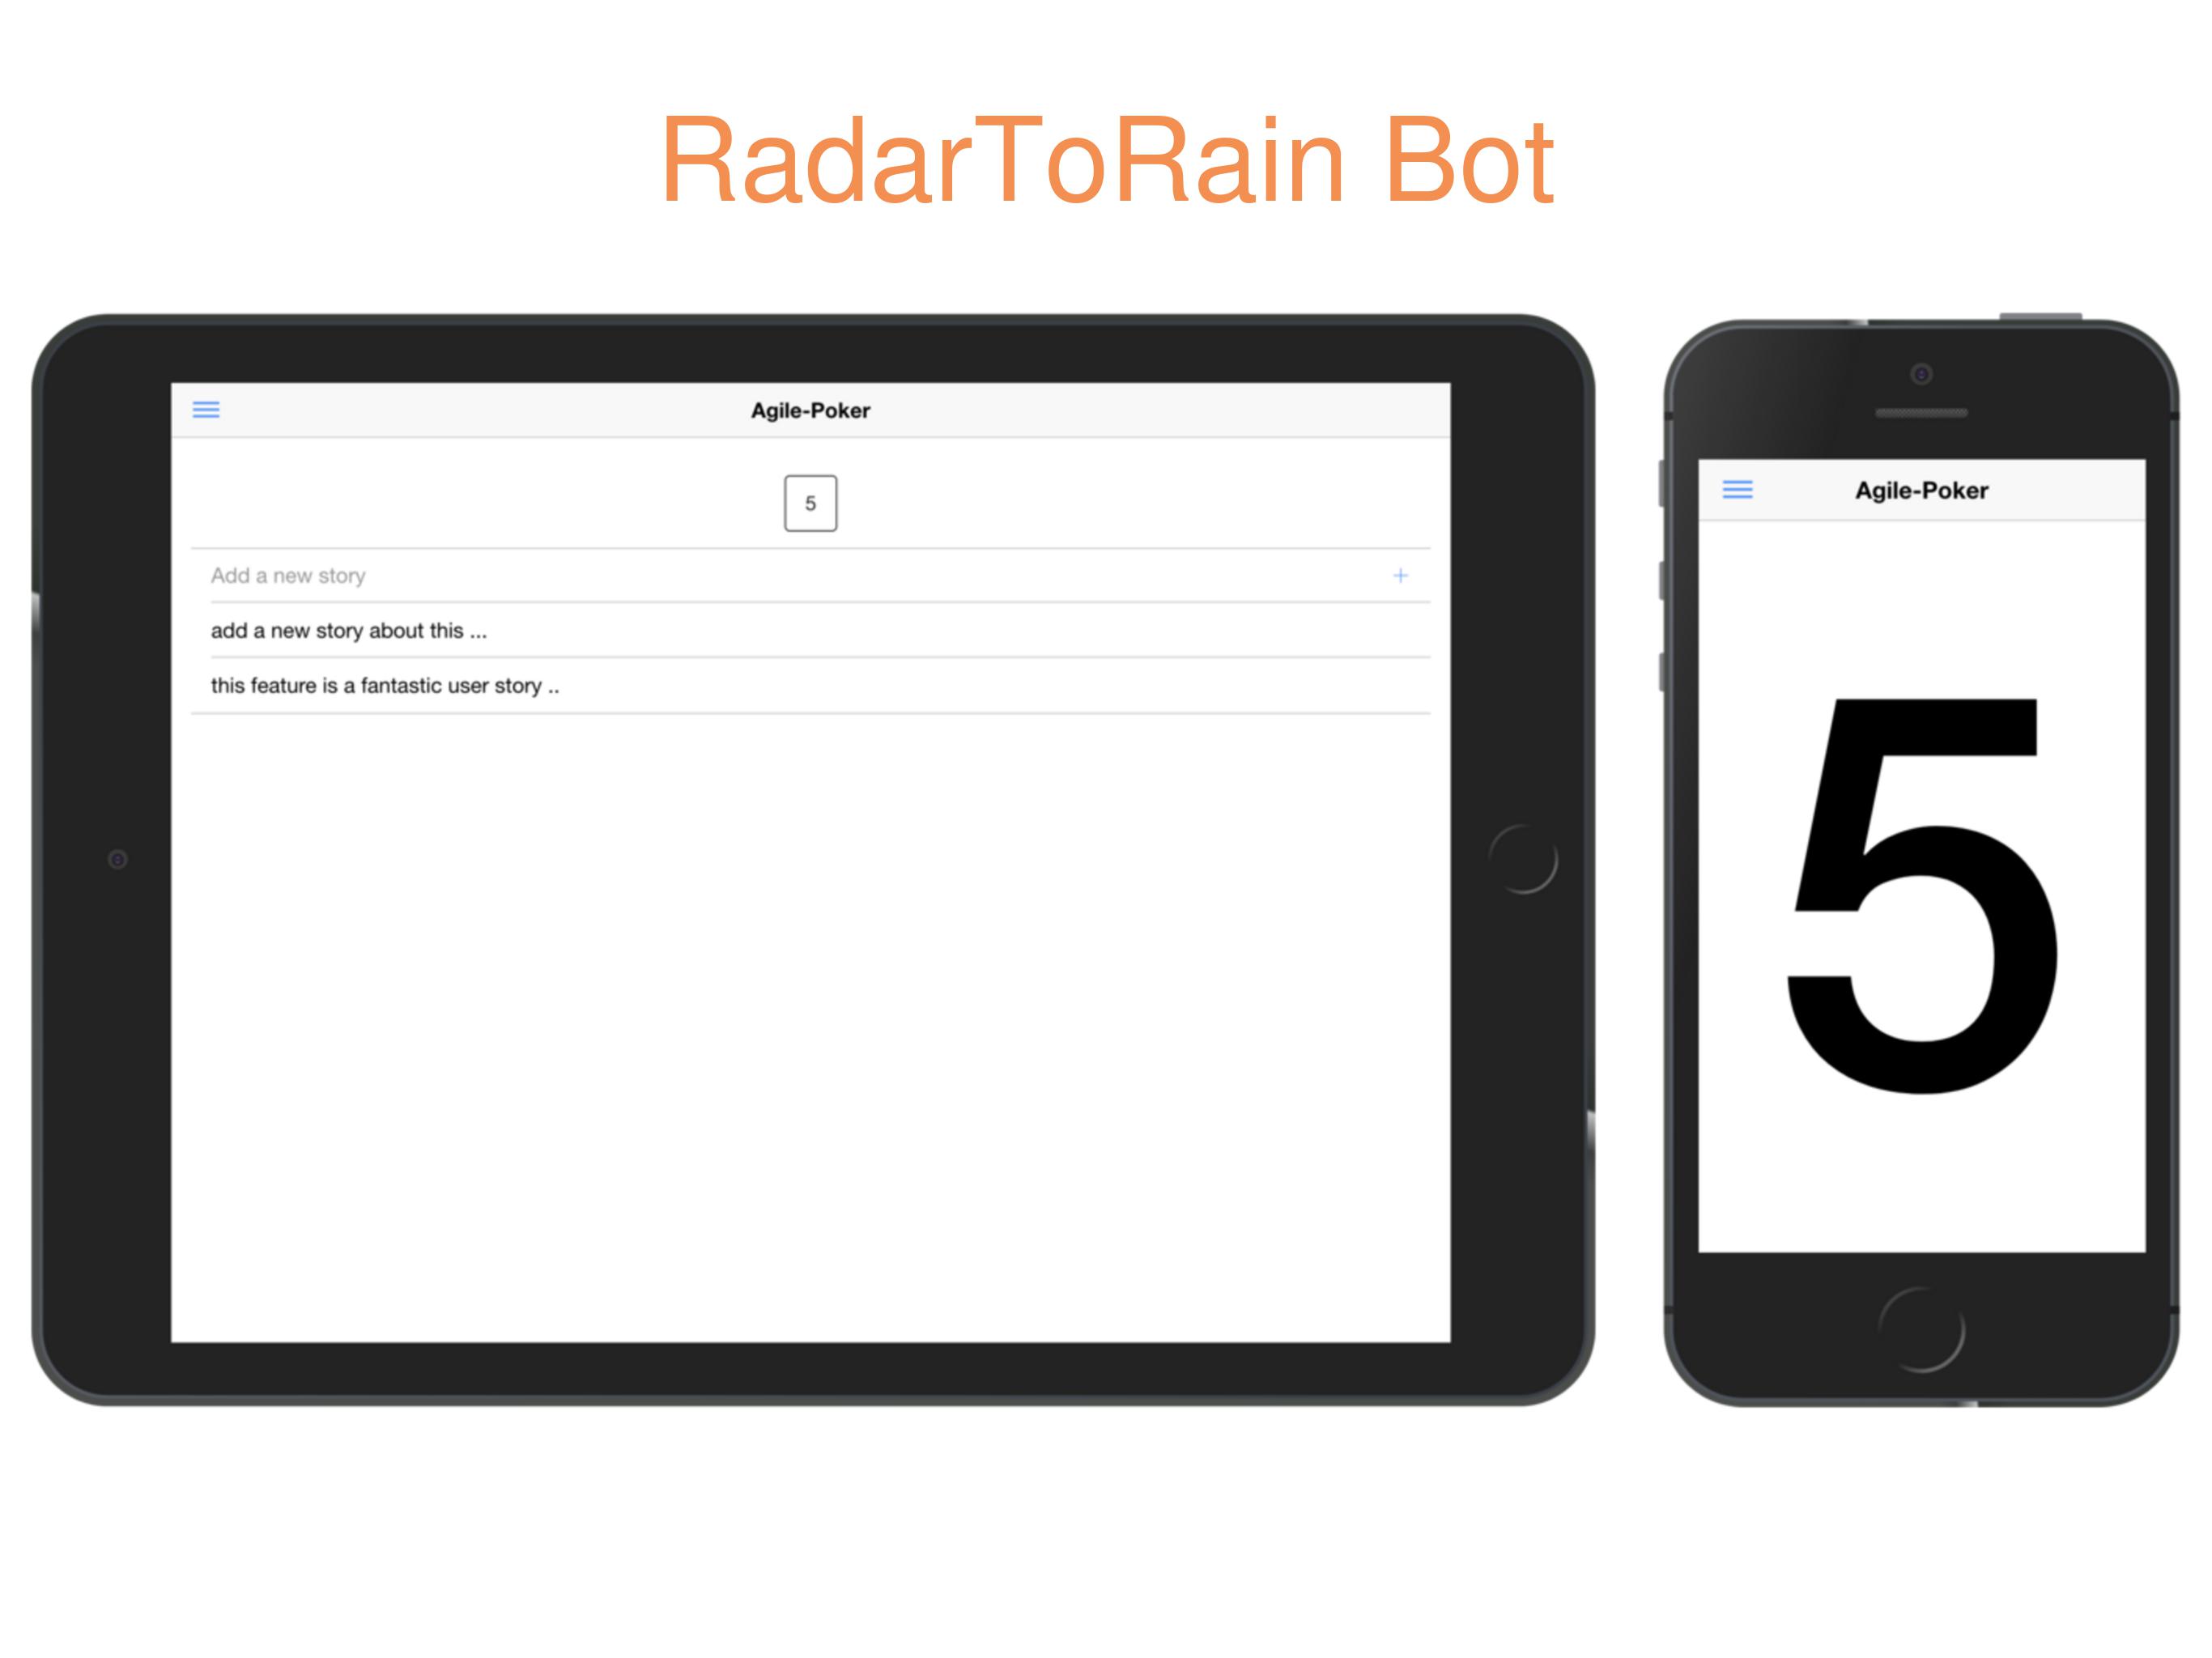 RadarToRain Bot
Agile-Poker
5
Add a new story
add a new story about this ...
this feature is a fantastic user story ..
Agile-Poker
5